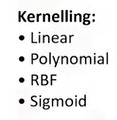 Kernelling:
• Linear
• Polynomial
• RBF
• Sigmoid